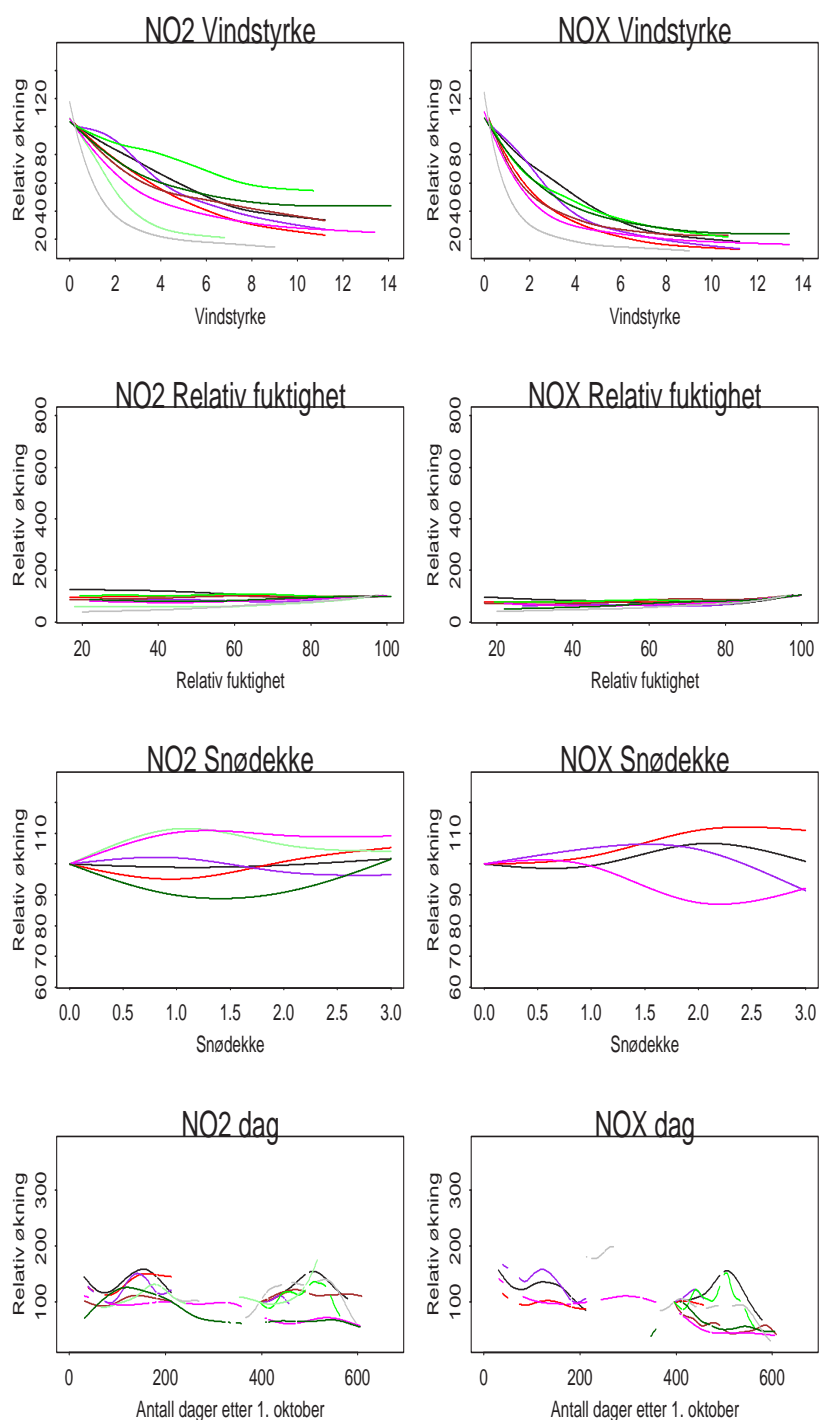 NO2 Vindstyrke
Relativ økning
20 40 60 80 120
0 2 4 6 8 10 12 14
Vindstyrke
NOX Vindstyrke
Relativ økning
20 40 60 80 120
0 2 4 6 8 10 12 14
Vindstyrke
NO2 Relativ fuktighet
Relativ økning
0 200 400 600 800
20 40 60 80 100
Relativ fuktighet
NOX Relativ fuktighet
Relativ økning
0 200 400 600 800
20 40 60 80 100
Relativ fuktighet
NO2 Snødekke
Relativ økning
60 70 80 90 110
0.0 0.5 1.0 1.5 2.0 2.5 3.0
Snødekke
NOX Snødekke
Relativ økning
60 70 80 90 110
0.0 0.5 1.0 1.5 2.0 2.5 3.0
Snødekke
NO2 dag
Relativ økning
100 200 300
0 200 400 600
Antall dager etter 1. oktober
NOX dag
Relativ økning
100 200 300
0 200 400 600
Antall dager etter 1. oktober